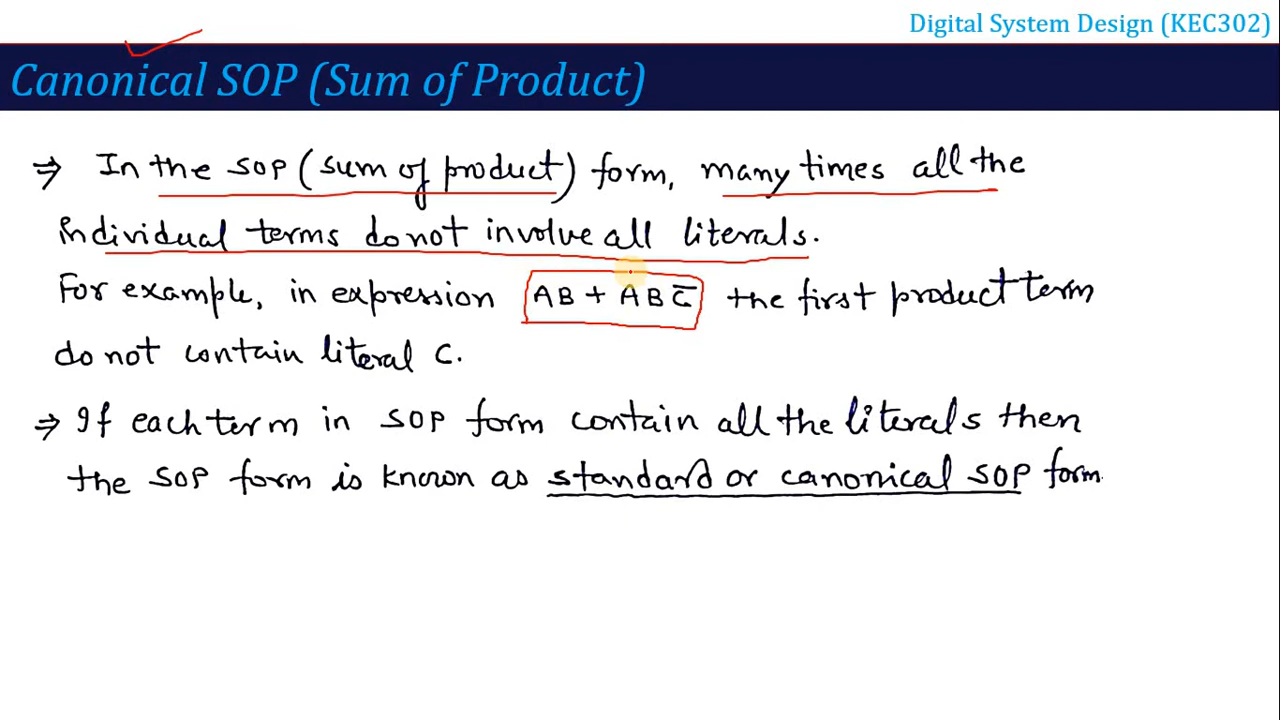 Digital System Design (KEC302)
Canonical SOP (Sum of Product)
⇒ In the SOP (sum of product) form, many times all the
individual terms do not involve all literals.
For example, in expression AB + ABC̅ the first product term
do not contain literal C.
⇒ If each term in SOP form contain all the literals then
the SOP form is known as standard or canonical SOP form.